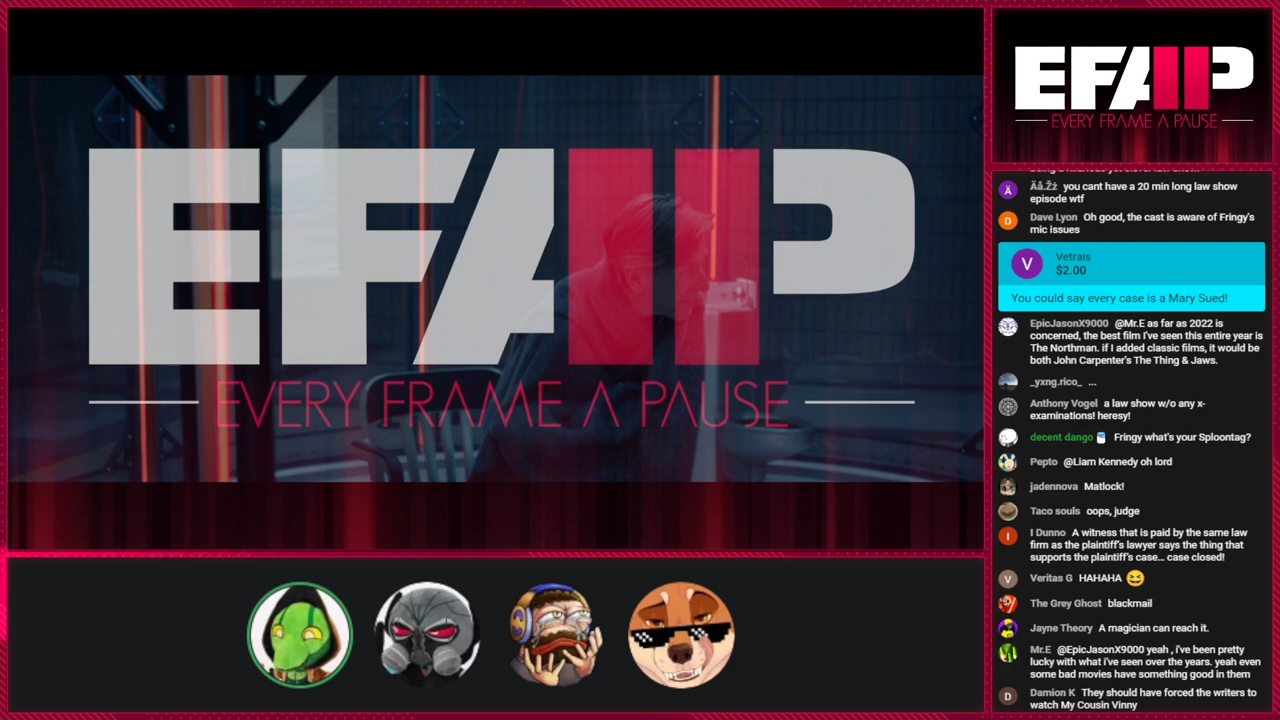 EFAP
EVERY FRAME A PAUSE
EFAP
EVERY FRAME A PAUSE
Äå.Žž you cant have a 20 min long law show
episode wtf
D
Dave Lyon Oh good, the cast is aware of Fringy's
mic issues
V
Vetrais
$2.00
You could say every case is a Mary Sued!
EpicJasonX9000 @Mr.E as far as 2022 is
concerned, the best film I've seen this entire year is
The Northman. if I added classic films, it would be
both John Carpenter's The Thing & Jaws.
_yxng.rico_ ...
Anthony Vogel a law show w/o any x-
examinations! heresy!
decent dango Fringy what's your Sploontag?
Pepto @Liam Kennedy oh lord
jadennova Matlock!
Taco souls oops, judge
I
I Dunno A witness that is paid by the same law
firm as the plaintiff's lawyer says the thing that
supports the plaintiff's case... case closed!
V
Veritas G HAHAHA
The Grey Ghost blackmail
Jayne Theory A magician can reach it.
Mr.E @EpicJasonX9000 yeah , i've been pretty
lucky with what i've seen over the years. yeah even
some bad movies have something good in them
D
Damion K They should have forced the writers to
watch My Cousin Vinny